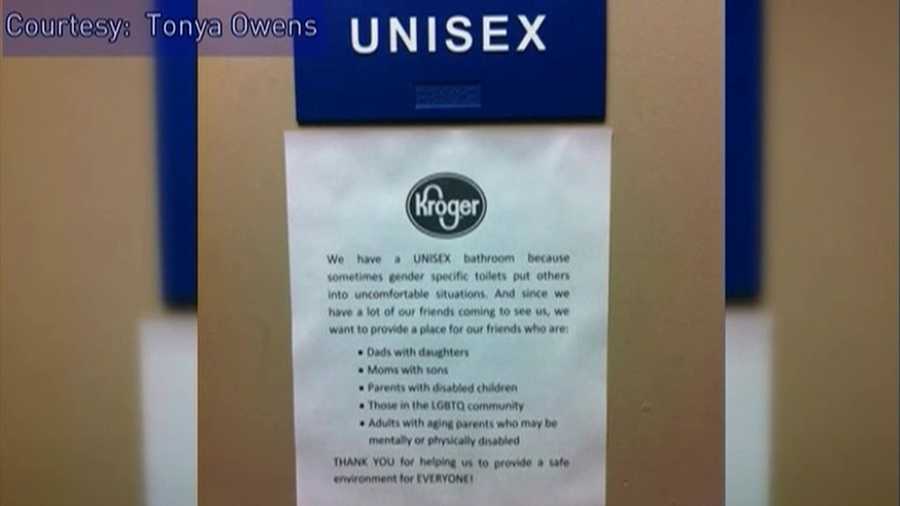 Courtesy: Tonya Owens
UNISEX
Kroger
We have a UNISEX bathroom because
sometimes gender specific toilets put others
into uncomfortable situations. And since we
have a lot of our friends coming to see us, we
want to provide a place for our friends who are:
• Dads with daughters
• Moms with sons
• Parents with disabled children
• Those in the LGBTQ community
• Adults with aging parents who may be
mentally or physically disabled
THANK YOU for helping us to provide a safe
environment for EVERYONE!